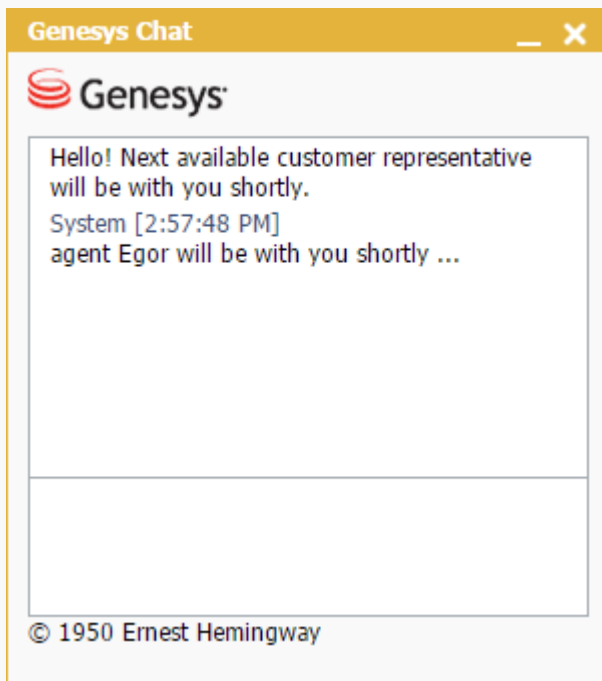 Genesys Chat
Genesys
Hello! Next available customer representative
will be with you shortly.
System [2:57:48 PM]
agent Egor will be with you shortly ...
© 1950 Ernest Hemingway